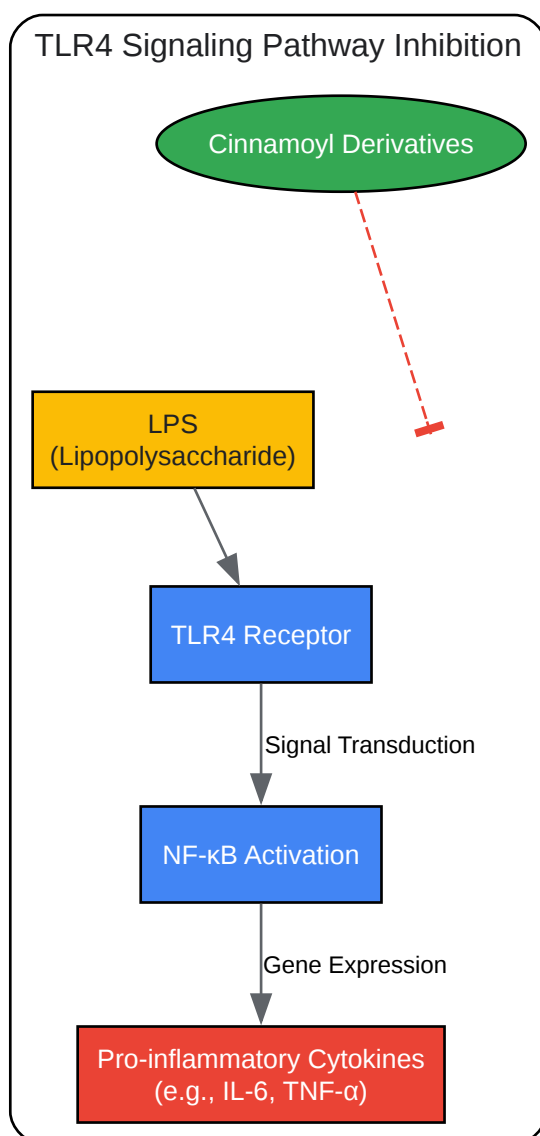 TLR4 Signaling Pathway Inhibition
Cinnamoyl Derivatives
LPS
(Lipopolysaccharide)
TLR4 Receptor
Signal Transduction
NF-κB Activation
Gene Expression
Pro-inflammatory Cytokines
(e.g., IL-6, TNF-α)